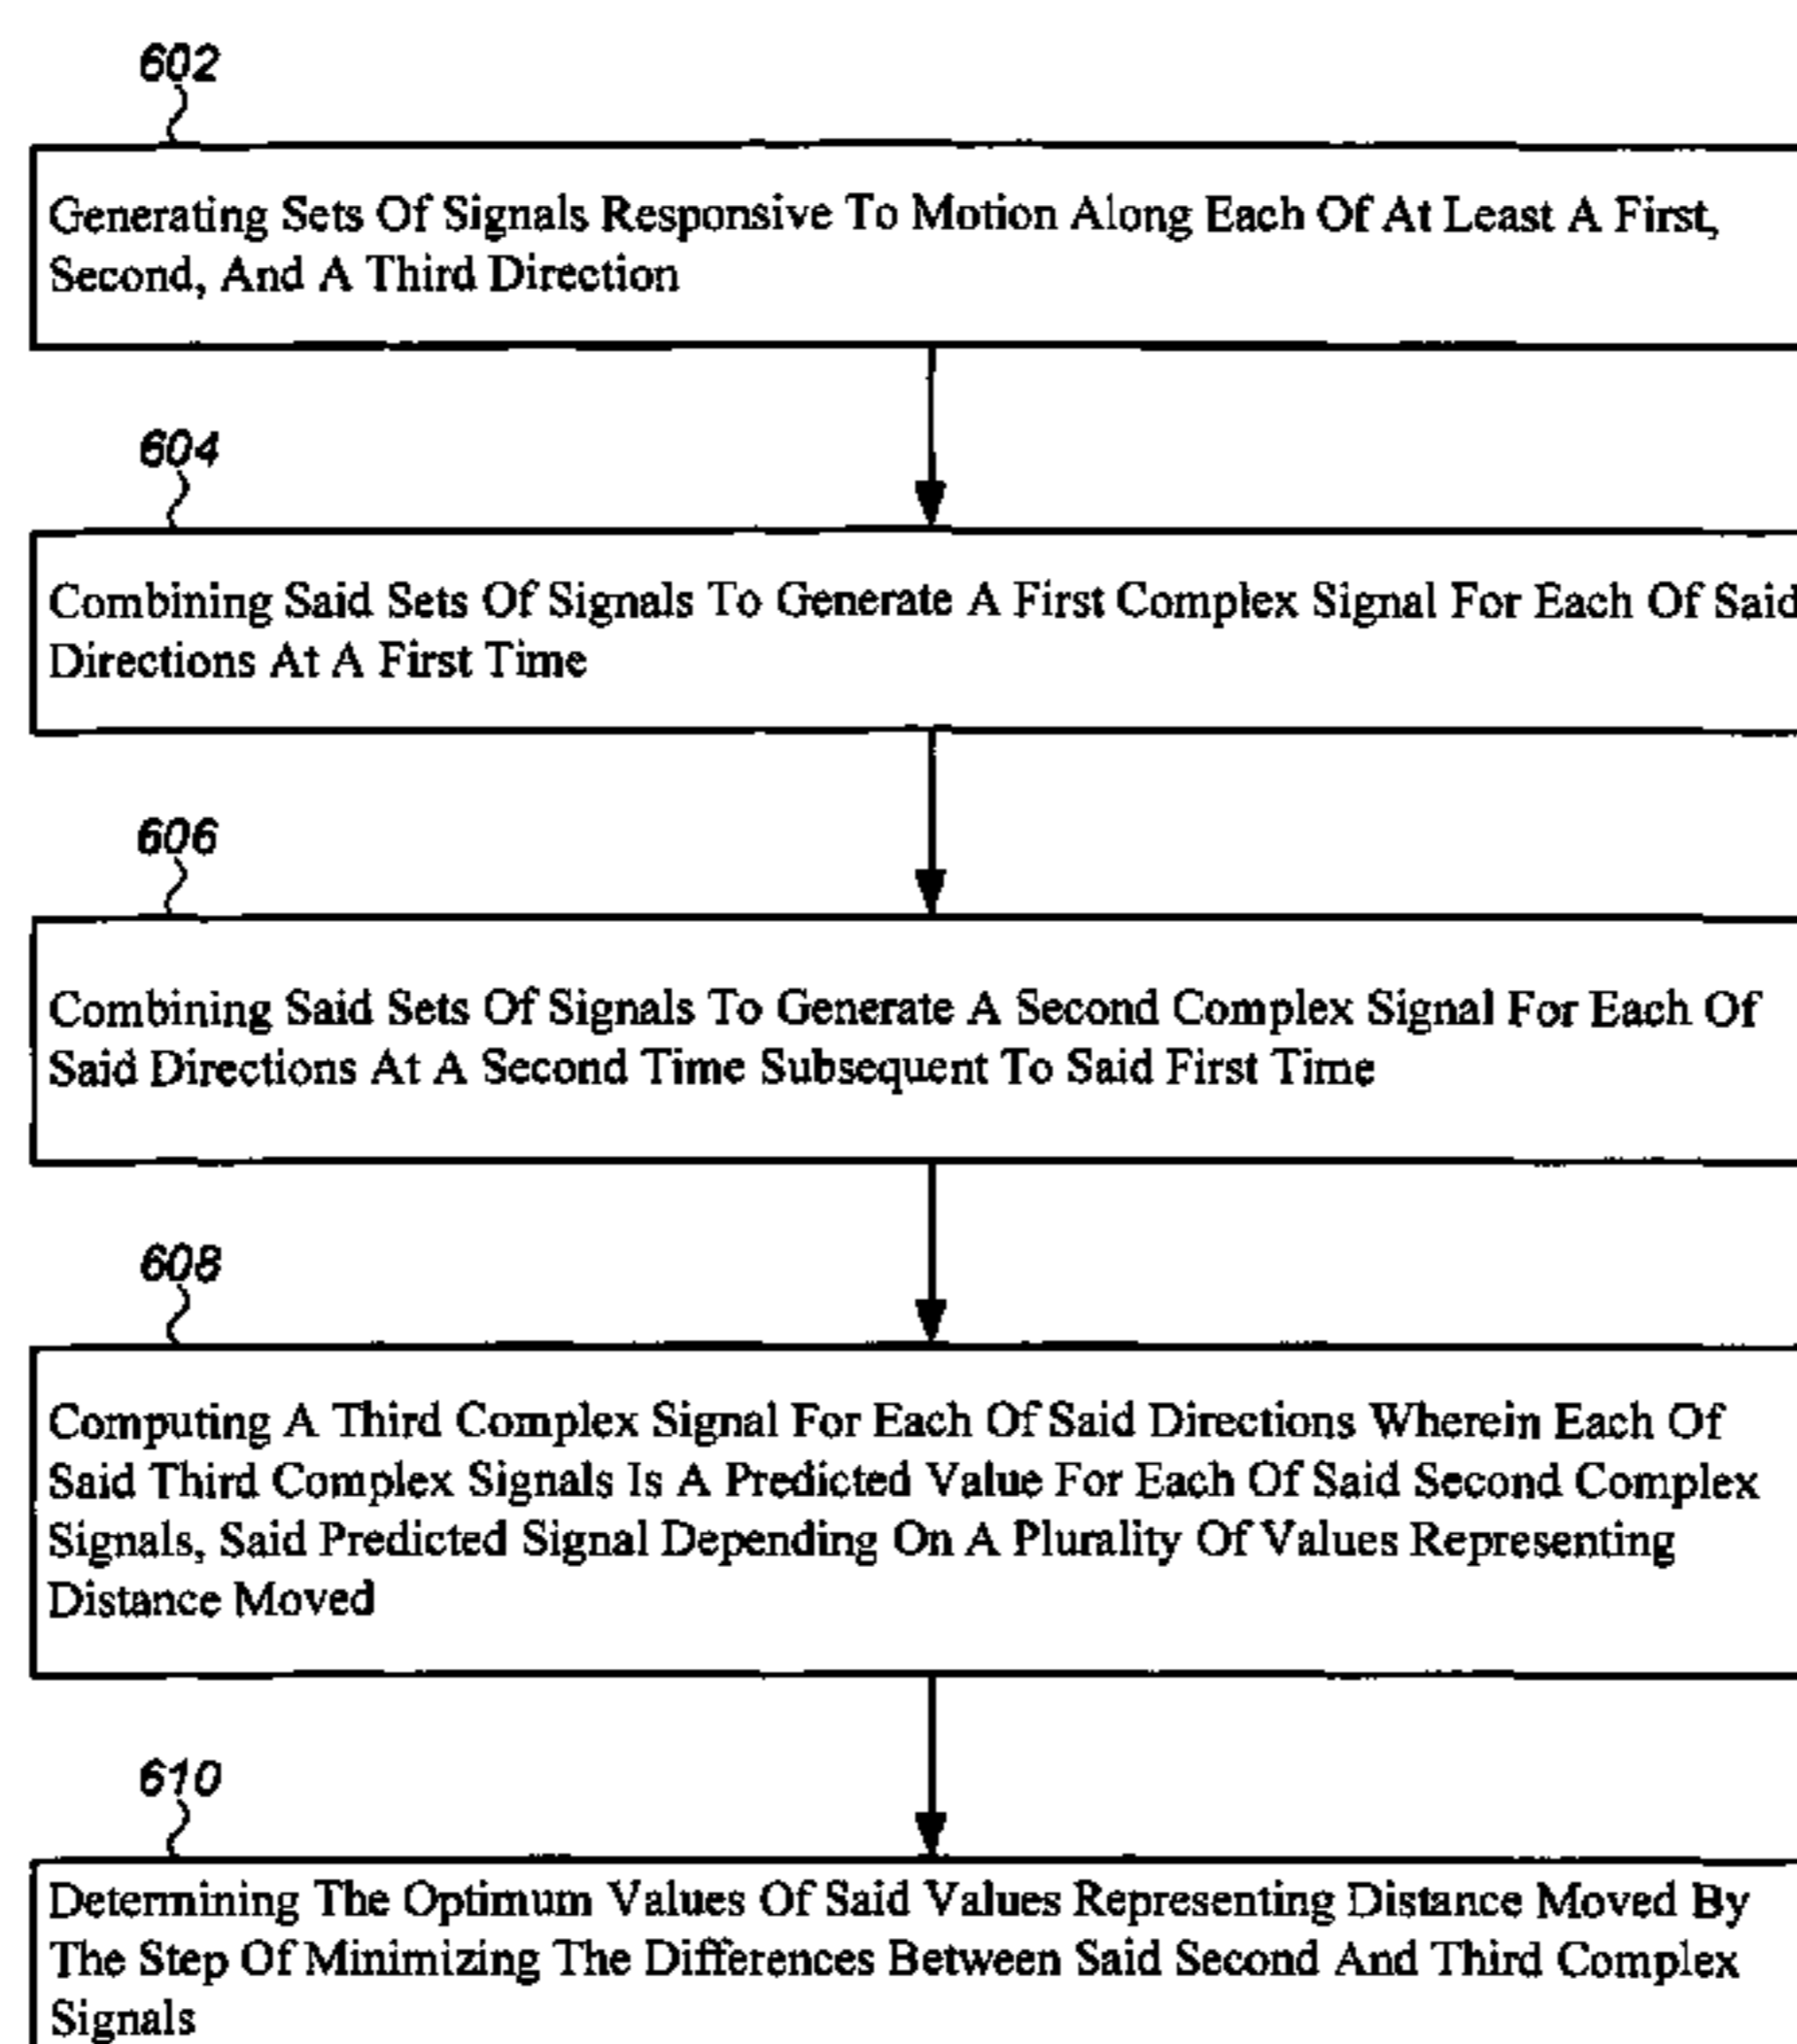 602
Generating Sets Of Signals Responsive To Motion Along Each Of At Least A First,
Second, And A Third Direction
604
Combining Said Sets Of Signals To Generate A First Complex Signal For Each Of Said
Directions At A First Time
606
Combining Said Sets Of Signals To Generate A Second Complex Signal For Each Of
Said Directions At A Second Time Subsequent To Said First Time
608
Computing A Third Complex Signal For Each Of Said Directions Wherein Each Of
Said Third Complex Signals Is A Predicted Value For Each Of Said Second Complex
Signals, Said Predicted Signal Depending On A Plurality Of Values Representing
Distance Moved
610
Determining The Optimum Values Of Said Values Representing Distance Moved By
The Step Of Minimizing The Differences Between Said Second And Third Complex
Signals